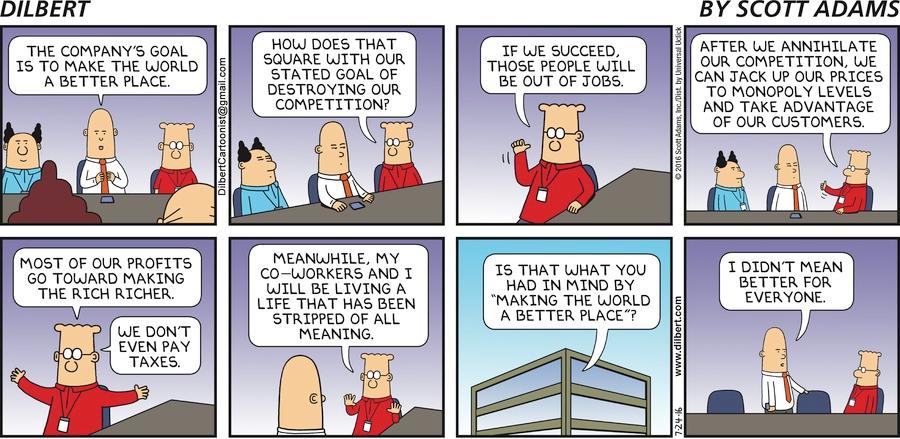 DILBERT
BY SCOTT ADAMS
THE COMPANY'S GOAL
IS TO MAKE THE WORLD
A BETTER PLACE.
DilbertCartoonist@gmail.com
HOW DOES THAT
SQUARE WITH OUR
STATED GOAL OF
DESTROYING OUR
COMPETITION?
IF WE SUCCEED,
THOSE PEOPLE WILL
BE OUT OF JOBS.
© 2016 Scott Adams, Inc./Dist. by Universal Uclick
AFTER WE ANNIHILATE
OUR COMPETITION, WE
CAN JACK UP OUR PRICES
TO MONOPOLY LEVELS
AND TAKE ADVANTAGE
OF OUR CUSTOMERS.
MOST OF OUR PROFITS
GO TOWARD MAKING
THE RICH RICHER.
WE DON'T
EVEN PAY
TAXES.
MEANWHILE, MY
CO-WORKERS AND I
WILL BE LIVING A
LIFE THAT HAS BEEN
STRIPPED OF ALL
MEANING.
IS THAT WHAT YOU
HAD IN MIND BY
"MAKING THE WORLD
A BETTER PLACE"?
7-24-16 www.dilbert.com
I DIDN'T MEAN
BETTER FOR
EVERYONE.